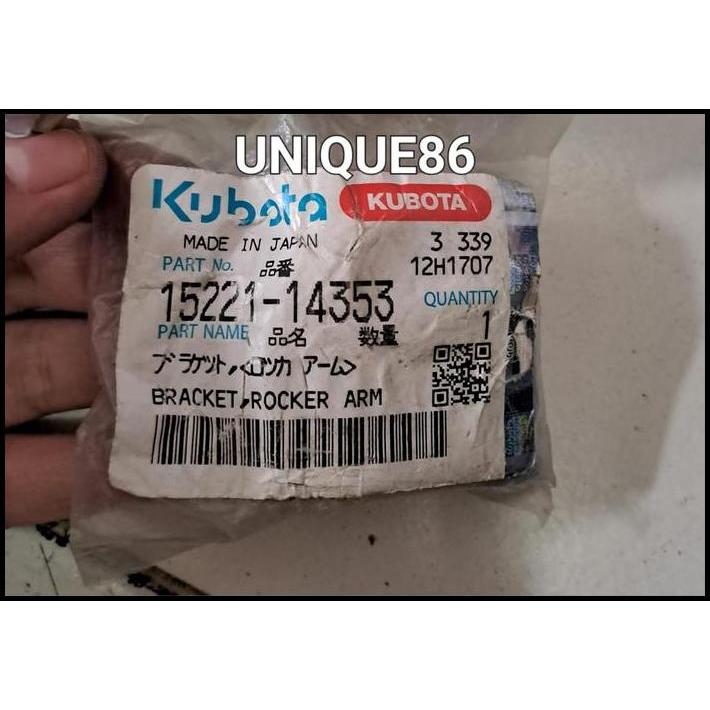 UNIQUE86
Kubota KUBOTA
MADE IN JAPAN 3 339
PART No. 品番 12H1707
15221-14353 QUANTITY
PART NAME 品名 数量 1
ブラケット,<ロッカ アーム>
BRACKET,ROCKER ARM